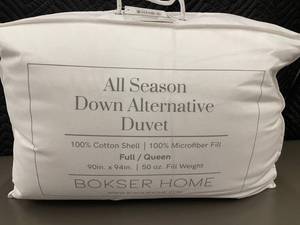 All Season
Down Alternative
Duvet
100% Cotton Shell | 100% Microfiber Fill
Full / Queen
90in. x 94in. | 50 oz. Fill Weight
BOKSER HOME